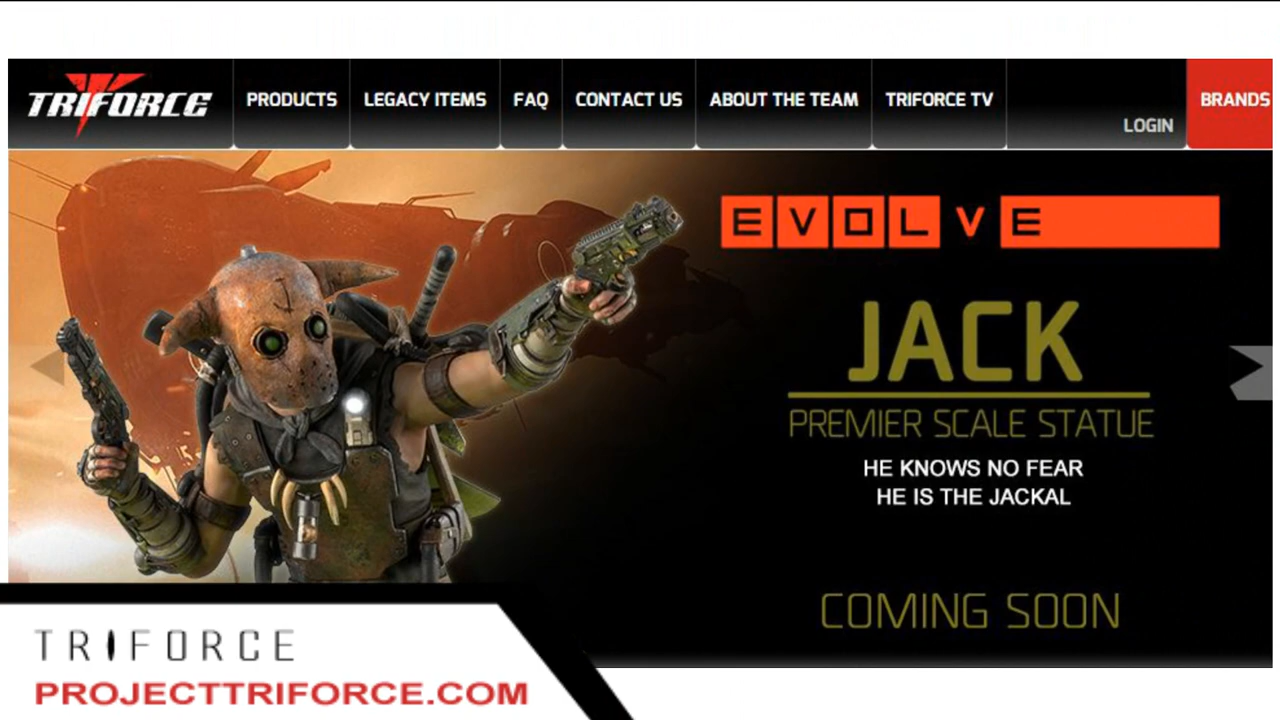 TRIFORCE
PRODUCTS
LEGACY ITEMS
FAQ
CONTACT US
ABOUT THE TEAM
TRIFORCE TV
LOGIN
BRANDS
EVOLVE
JACK
PREMIER SCALE STATUE
HE KNOWS NO FEAR
HE IS THE JACKAL
COMING SOON
TRIFORCE
PROJECTTRIFORCE.COM